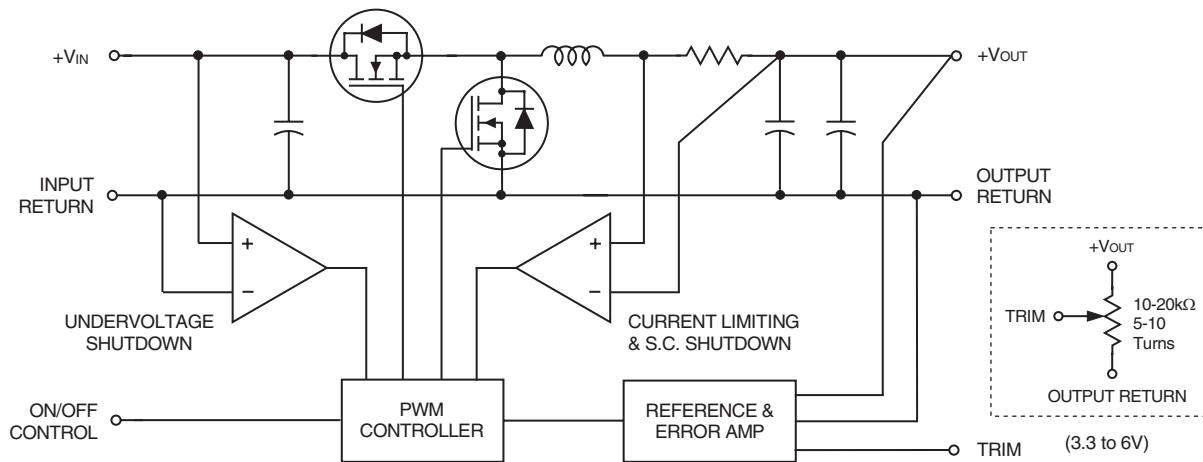 +VIN
+VOUT
INPUT
RETURN
OUTPUT
RETURN
+
−
+
−
UNDERVOLTAGE
SHUTDOWN
CURRENT LIMITING
& S.C. SHUTDOWN
+VOUT
TRIM
10-20kΩ
5-10
Turns
OUTPUT RETURN
ON/OFF
CONTROL
PWM
CONTROLLER
REFERENCE &
ERROR AMP
TRIM
(3.3 to 6V)